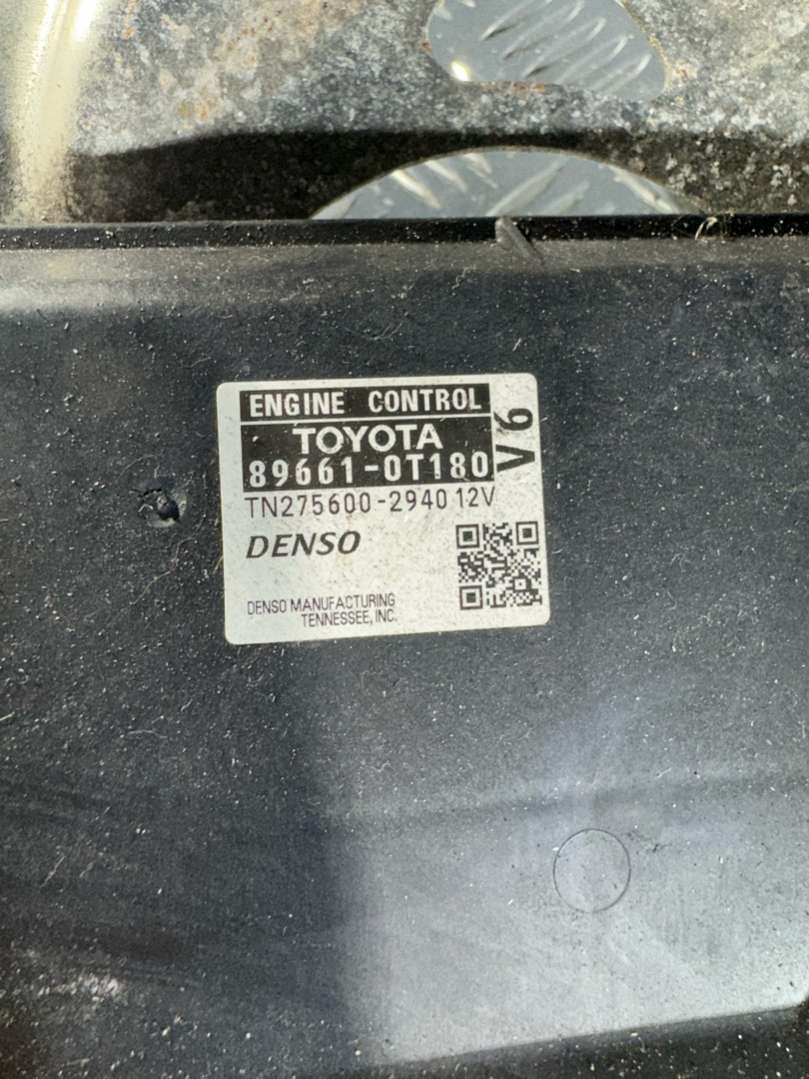 ENGINE CONTROL
TOYOTA
89661-0T180
V6
TN275600-2940 12V
DENSO
DENSO MANUFACTURING
TENNESSEE, INC.